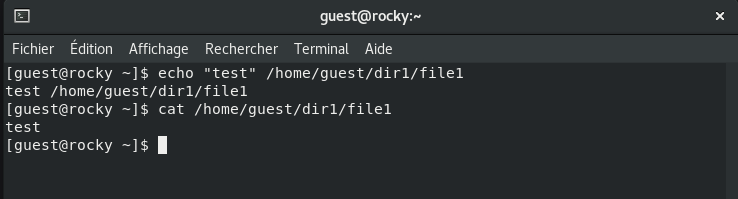 guest@rocky:~
Fichier Édition Affichage Rechercher Terminal Aide
[guest@rocky ~]$ echo "test" /home/guest/dir1/file1
test /home/guest/dir1/file1
[guest@rocky ~]$ cat /home/guest/dir1/file1
test
[guest@rocky ~]$